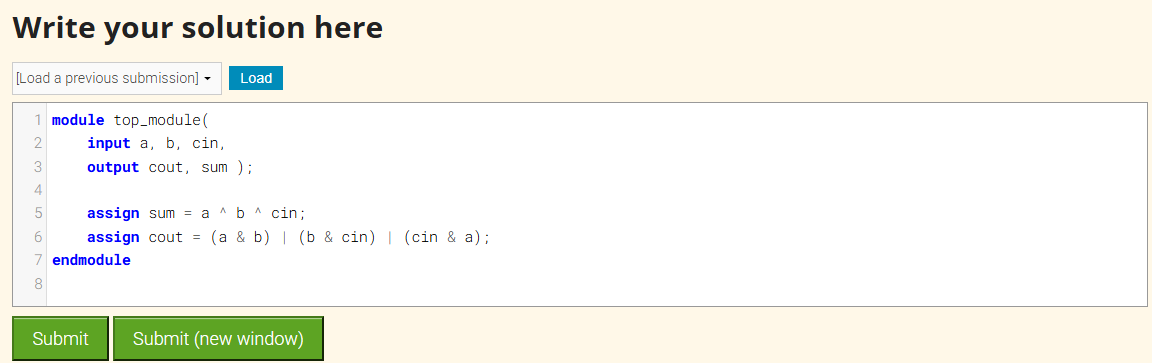 Write your solution here
[Load a previous submission] Load
1 module top_module(
2     input a, b, cin,
3     output cout, sum );
4
5     assign sum = a ^ b ^ cin;
6     assign cout = (a & b) | (b & cin) | (cin & a);
7 endmodule
8
Submit Submit (new window)